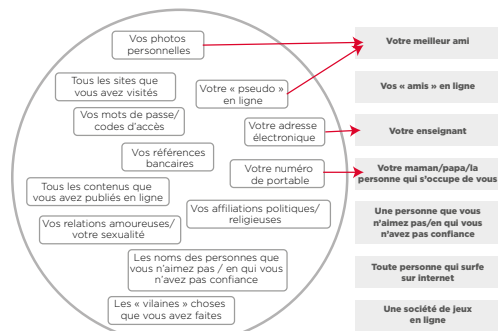 Vos photos
personnelles
Tous les sites que
vous avez visités
Votre « pseudo »
en ligne
Vos mots de passe/
codes d'accès
Votre adresse
électronique
Vos références
bancaires
Votre numéro
de portable
Tous les contenus que
vous avez publiés en ligne
Vos affiliations politiques/
religieuses
Vos relations amoureuses/
votre sexualité
Les noms des personnes que
vous n'aimez pas / en qui vous
n'avez pas confiance
Les « vilaines » choses
que vous avez faites
Votre meilleur ami
Vos « amis » en ligne
Votre enseignant
Votre maman/papa/la
personne qui s'occupe de vous
Une personne que vous
n'aimez pas/en qui vous
n'avez pas confiance
Toute personne qui surfe
sur internet
Une société de jeux
en ligne